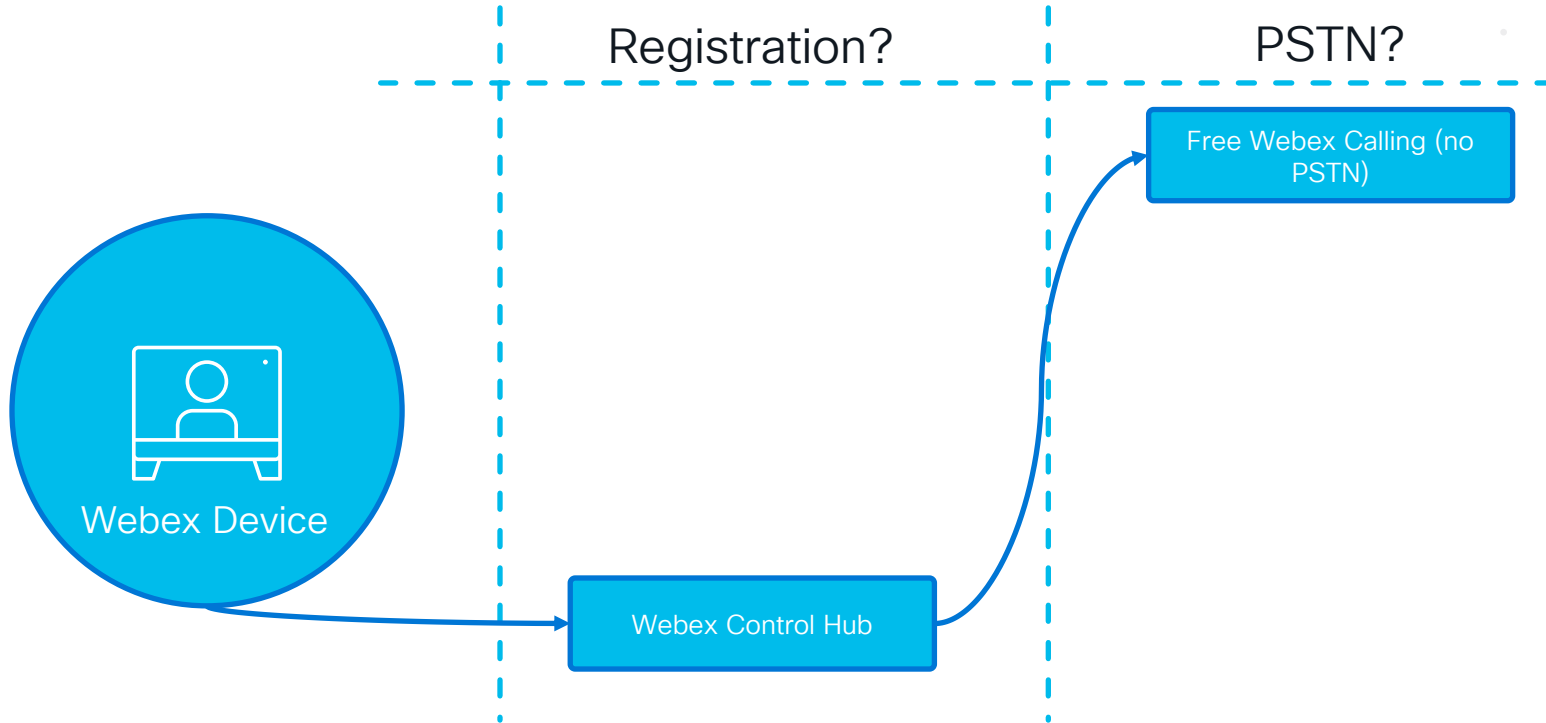 Registration?
PSTN?
Free Webex Calling (no
PSTN)
Webex Device
Webex Control Hub